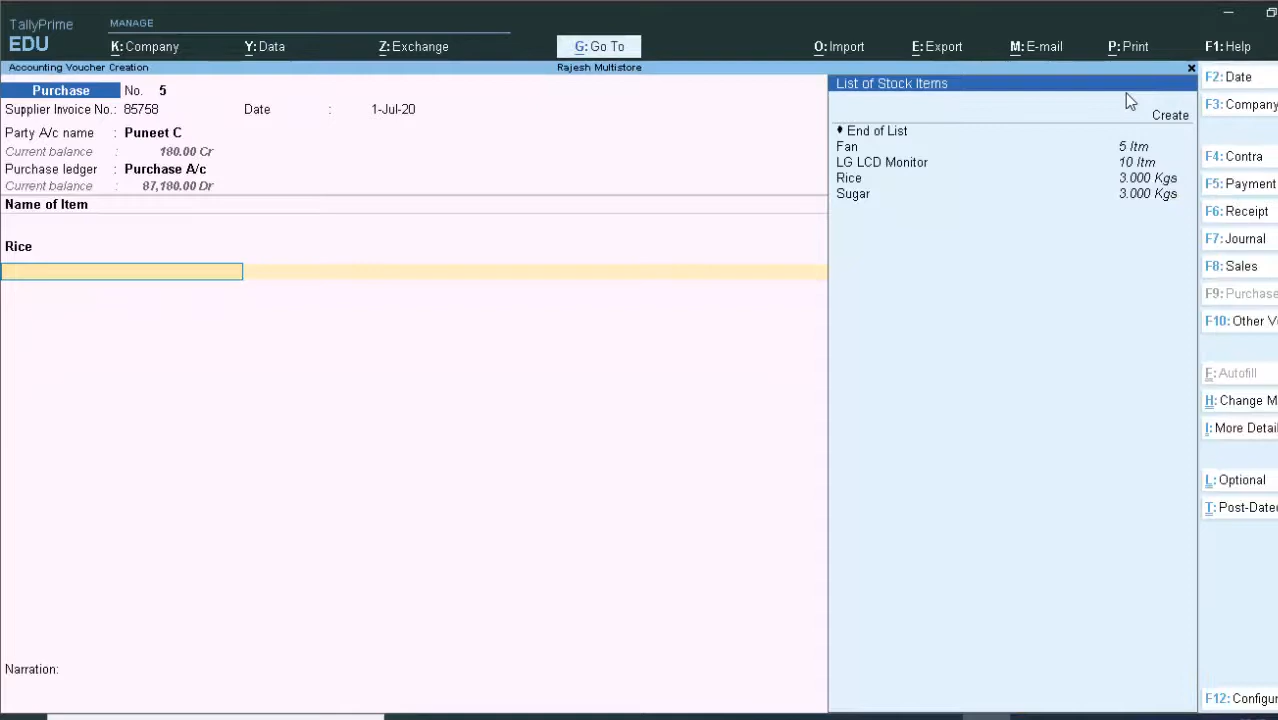 TallyPrime
MANAGE
EDU
K: Company
Y: Data
Z: Exchange
G: Go To
O: Import
E: Export
M: E-mail
P: Print
F1: Help
Accounting Voucher Creation
Rajesh Multistore
Purchase No. 5
Supplier Invoice No.: 85758 Date : 1-Jul-20
Party A/c name : Puneet C
Current balance : 180.00 Cr
Purchase ledger : Purchase A/c
Current balance : 87,180.00 Dr
Name of Item
Rice
Narration:
List of Stock Items
Create
♦ End of List
Fan 5 Itm
LG LCD Monitor 10 Itm
Rice 3.000 Kgs
Sugar 3.000 Kgs
F2: Date
F3: Company
F4: Contra
F5: Payment
F6: Receipt
F7: Journal
F8: Sales
F9: Purchase
F10: Other V
F: Autofill
H: Change M
I: More Detai
L: Optional
T: Post-Date
F12: Configur